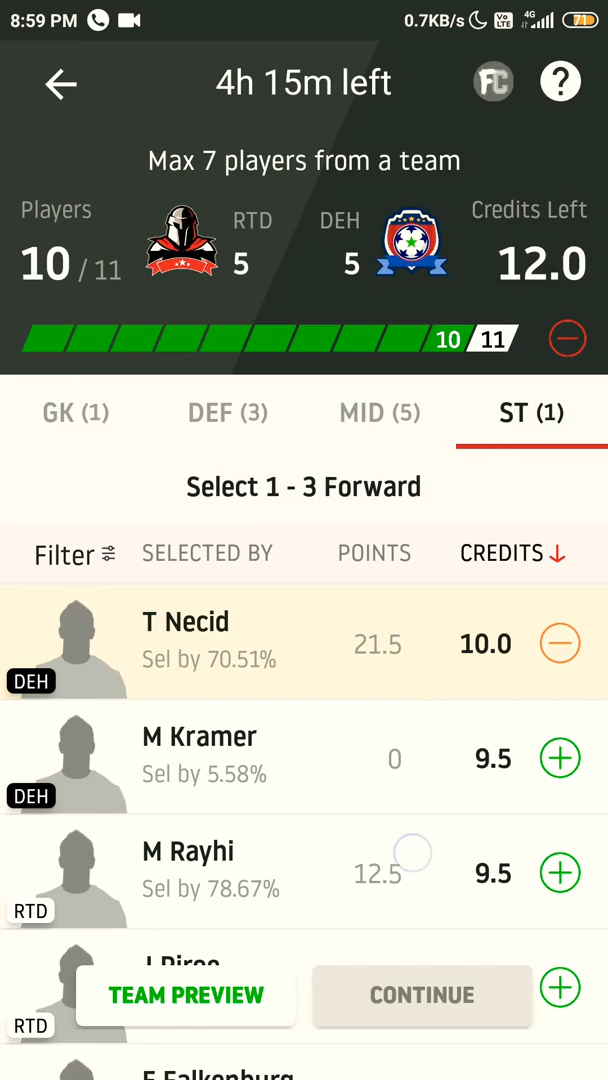 8:59 PM 0.7KB/s Vo LTE 4G 71
4h 15m left FC ?
Max 7 players from a team
Players RTD DEH Credits Left
10 / 11 5 5 12.0
10 11
GK (1) DEF (3) MID (5) ST (1)
Select 1 - 3 Forward
Filter SELECTED BY POINTS CREDITS
T Necid
Sel by 70.51% 21.5 10.0
DEH
M Kramer
Sel by 5.58% 0 9.5
DEH
M Rayhi
Sel by 78.67% 12.5 9.5
RTD
TEAM PREVIEW CONTINUE
RTD
E Falkenburg